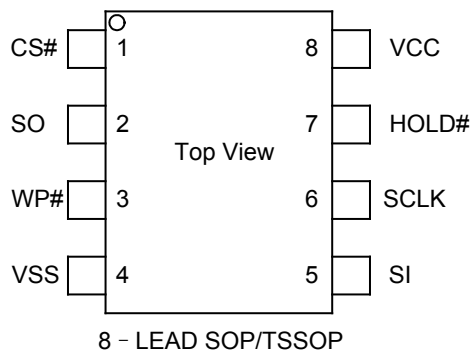 CS# 1 8 VCC
SO 2 7 HOLD#
Top View
WP# 3 6 SCLK
VSS 4 5 SI
8 – LEAD SOP/TSSOP